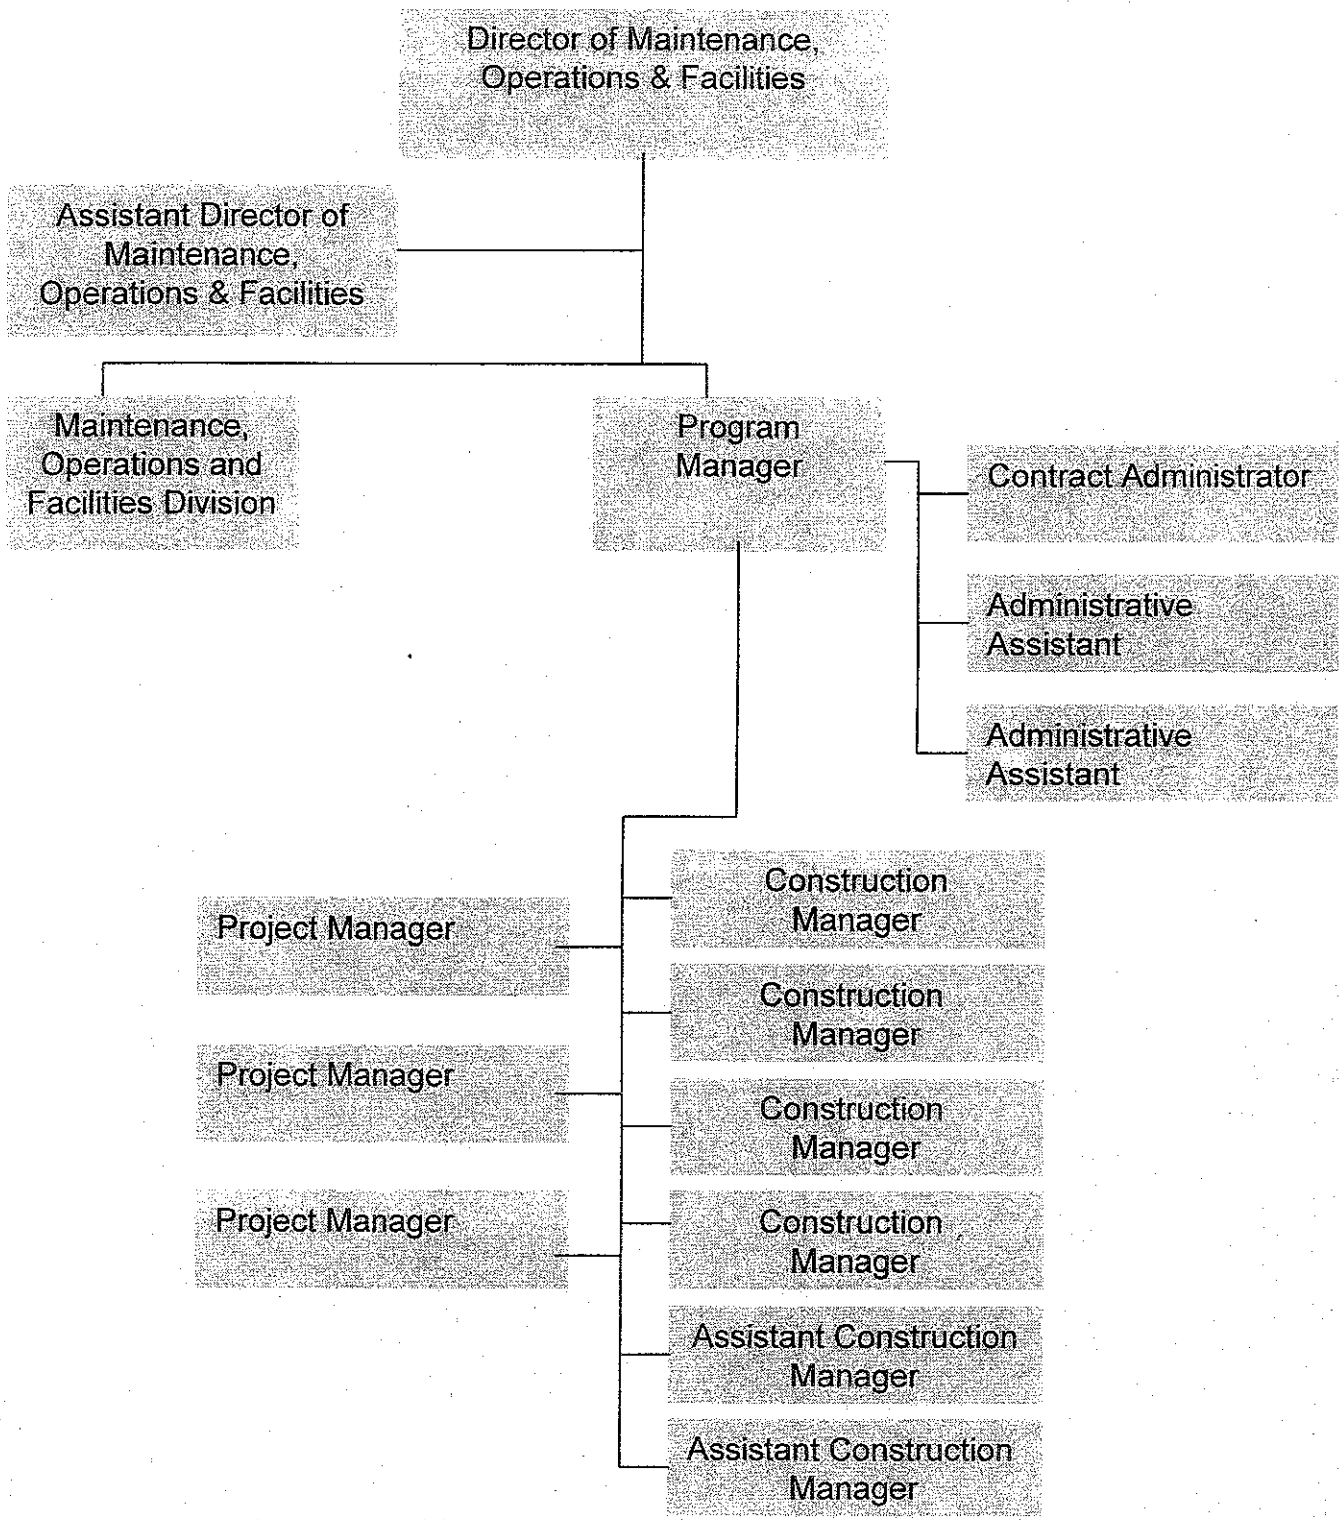 Director of Maintenance,
Operations & Facilities
Assistant Director of
Maintenance,
Operations & Facilities
Maintenance,
Operations and
Facilities Division
Program
Manager
Contract Administrator
Administrative
Assistant
Administrative
Assistant
Project Manager
Project Manager
Project Manager
Construction
Manager
Construction
Manager
Construction
Manager
Construction
Manager
Assistant Construction
Manager
Assistant Construction
Manager